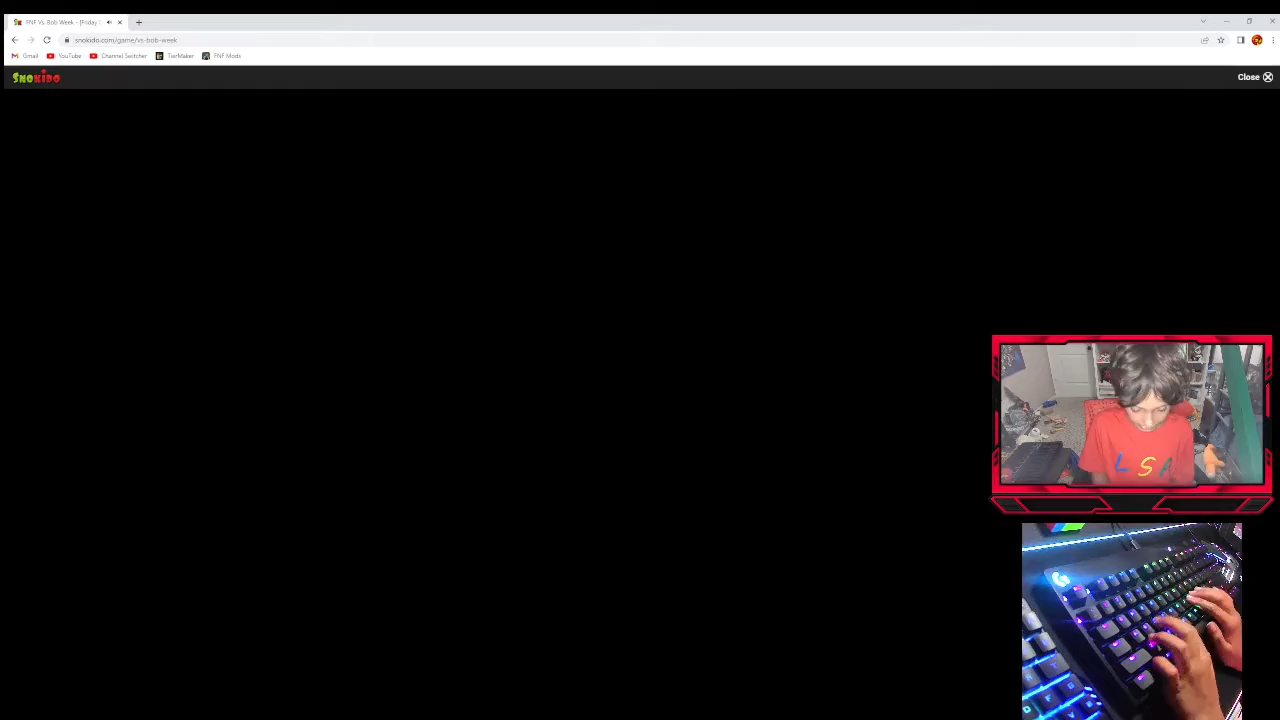 FNF Vs. Bob Week - [Friday
snokido.com/game/vs-bob-week
Gmail YouTube Channel Switcher TierMaker FNF Mods
SNOKIDO Close
L S A